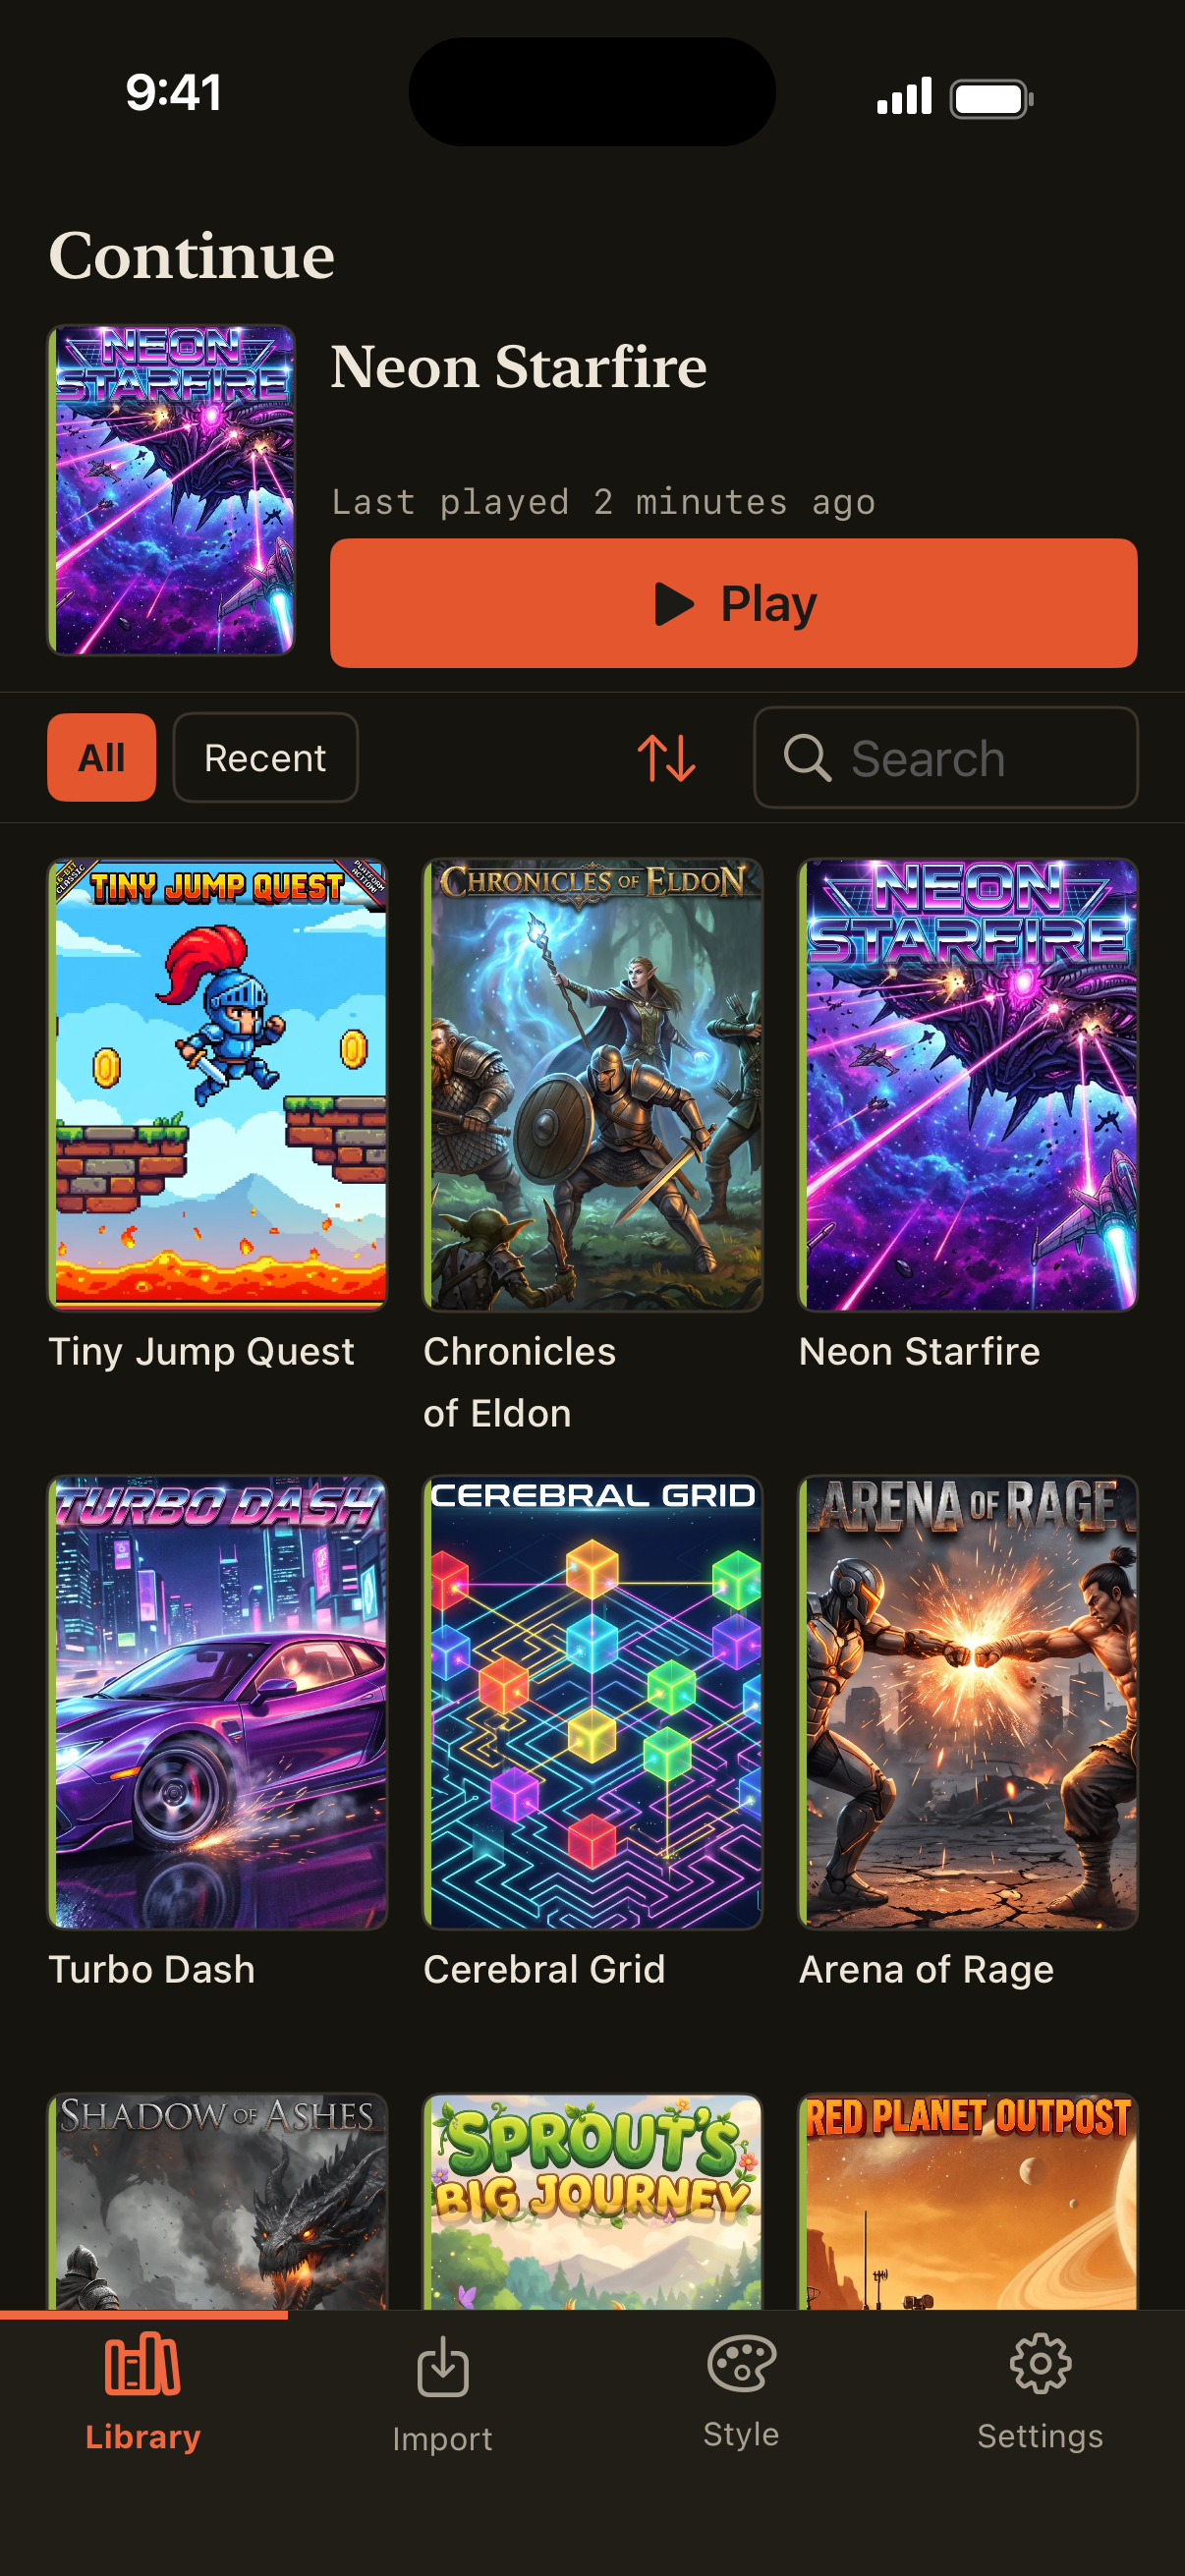 9:41
Continue
NEON
STARFIRE
Neon Starfire
Last played 2 minutes ago
Play
All
Recent
Search
CLASSIC
PLATFORM
ACTION!
TINY JUMP QUEST
CHRONICLES OF ELDON
NEON
STARFIRE
Tiny Jump Quest
Chronicles
of Eldon
Neon Starfire
TURBO DASH
CEREBRAL GRID
ARENA OF RAGE
Turbo Dash
Cerebral Grid
Arena of Rage
SHADOW OF ASHES
SPROUT'S
BIG JOURNEY
RED PLANET OUTPOST
Library
Import
Style
Settings